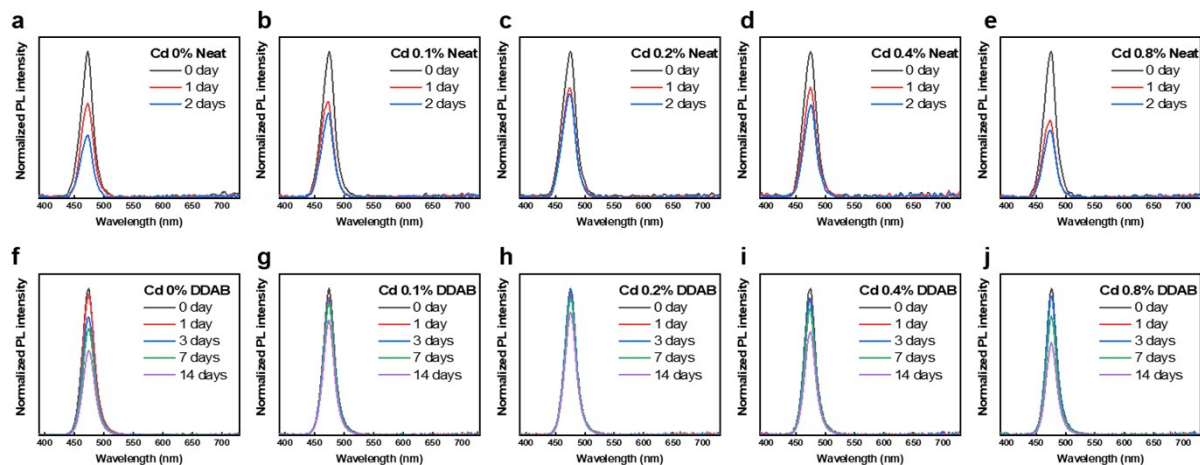 a
Normalized PL intensity
Cd 0% Neat
0 day
1 day
2 days
400 450 500 550 600 650 700
Wavelength (nm)
b
Normalized PL intensity
Cd 0.1% Neat
0 day
1 day
2 days
400 450 500 550 600 650 700
Wavelength (nm)
c
Normalized PL intensity
Cd 0.2% Neat
0 day
1 day
2 days
400 450 500 550 600 650 700
Wavelength (nm)
d
Normalized PL intensity
Cd 0.4% Neat
0 day
1 day
2 days
400 450 500 550 600 650 700
Wavelength (nm)
e
Normalized PL intensity
Cd 0.8% Neat
0 day
1 day
2 days
400 450 500 550 600 650 700
Wavelength (nm)
f
Normalized PL intensity
Cd 0% DDAB
0 day
1 day
3 days
7 days
14 days
400 450 500 550 600 650 700
Wavelength (nm)
g
Normalized PL intensity
Cd 0.1% DDAB
0 day
1 day
3 days
7 days
14 days
400 450 500 550 600 650 700
Wavelength (nm)
h
Normalized PL intensity
Cd 0.2% DDAB
0 day
1 day
3 days
7 days
14 days
400 450 500 550 600 650 700
Wavelength (nm)
i
Normalized PL intensity
Cd 0.4% DDAB
0 day
1 day
3 days
7 days
14 days
400 450 500 550 600 650 700
Wavelength (nm)
j
Normalized PL intensity
Cd 0.8% DDAB
0 day
1 day
3 days
7 days
14 days
400 450 500 550 600 650 700
Wavelength (nm)